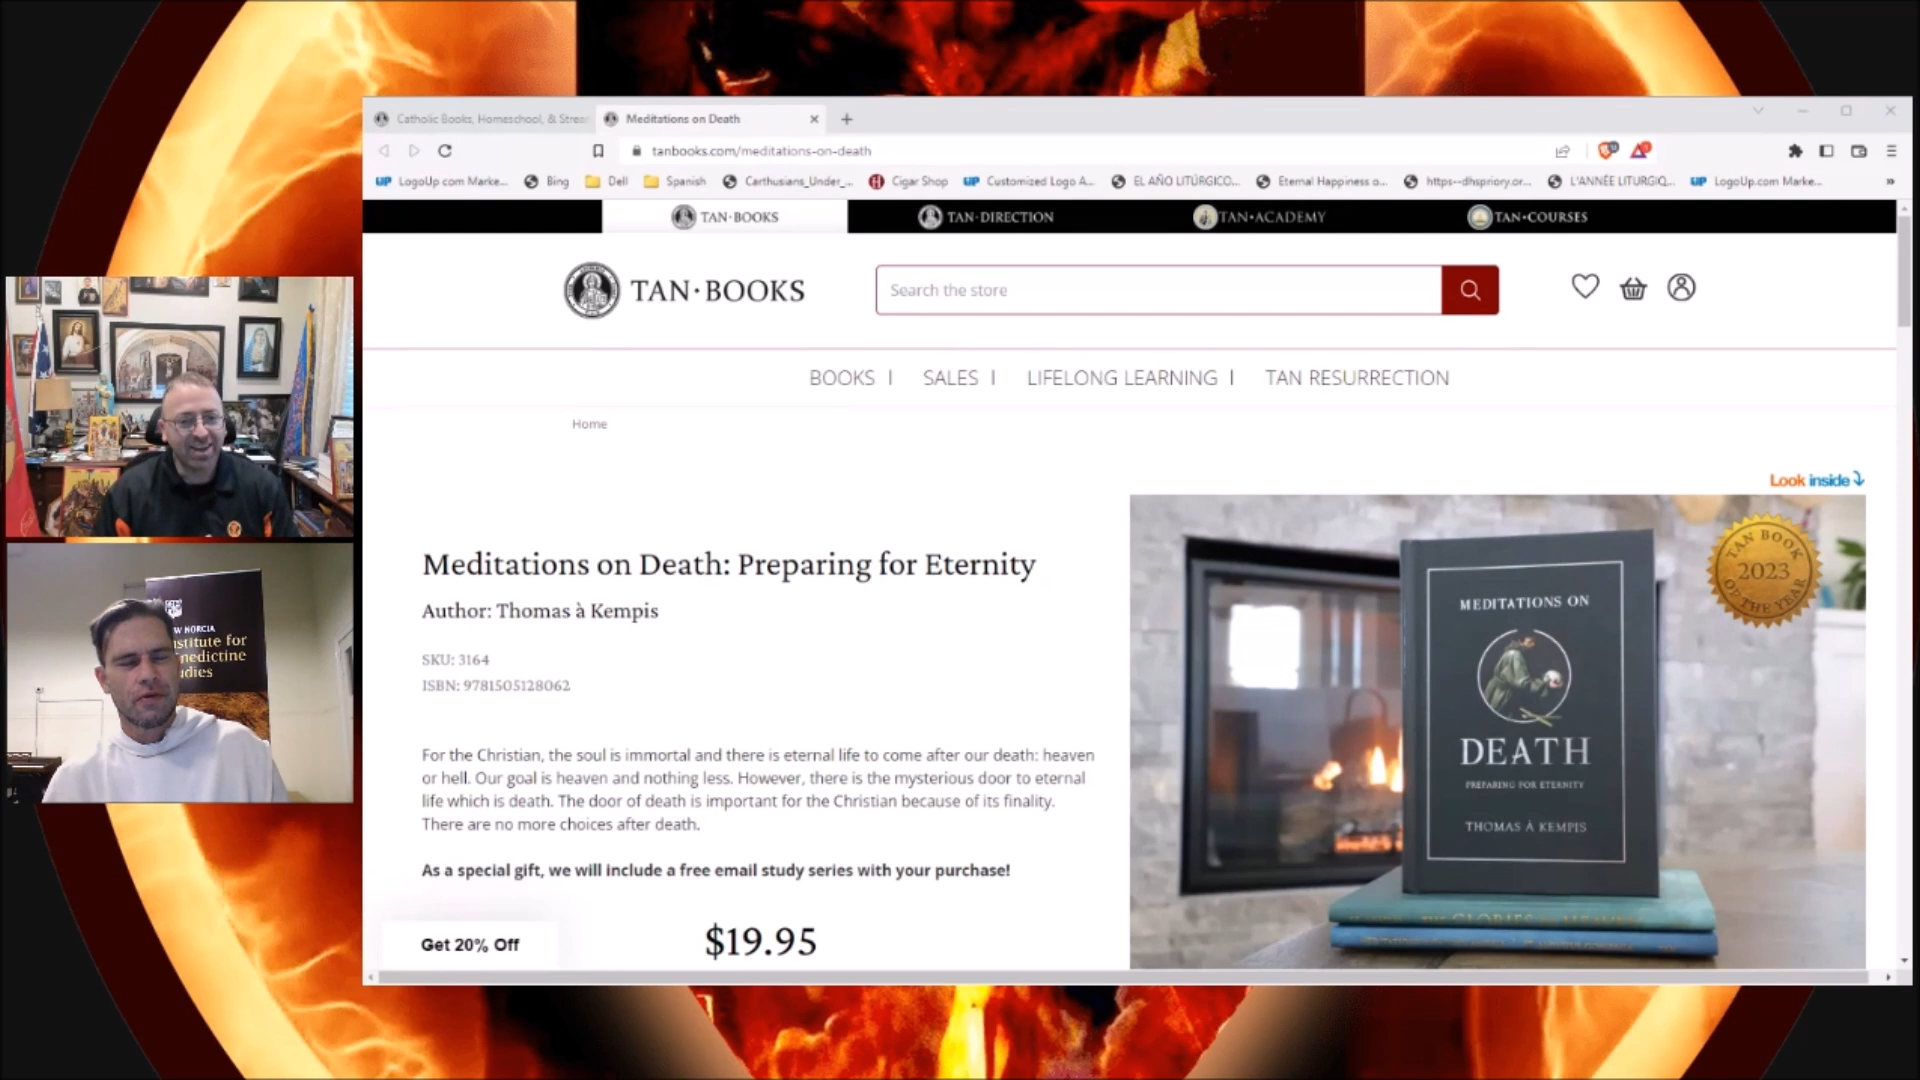 Catholic Books, Homeschool, & Strea
Meditations on Death
tanbooks.com/meditations-on-death
LogoUp com Marke...
Bing
Dell
Spanish
Carthusians_Under_...
Cigar Shop
Customized Logo A...
EL AÑO LITÚRGICO...
Eternal Happiness o...
https--dhspriory.or...
L'ANNÉE LITURGIQ...
LogoUp.com Marke...
»
TAN·BOOKS
TAN·DIRECTION
TAN•ACADEMY
TAN•COURSES
TAN·BOOKS
Search the store
BOOKS |
SALES |
LIFELONG LEARNING |
TAN RESURRECTION
Home
Look inside
Meditations on Death: Preparing for Eternity
Author: Thomas à Kempis
SKU: 3164
ISBN: 9781505128062
For the Christian, the soul is immortal and there is eternal life to come after our death: heaven
or hell. Our goal is heaven and nothing less. However, there is the mysterious door to eternal
life which is death. The door of death is important for the Christian because of its finality.
There are no more choices after death.
As a special gift, we will include a free email study series with your purchase!
Get 20% Off
$19.95
TAN BOOK
2023
OF THE YEAR
MEDITATIONS ON
DEATH
PREPARING FOR ETERNITY
THOMAS À KEMPIS
W NORCIA
stitute for
nedictine
dies